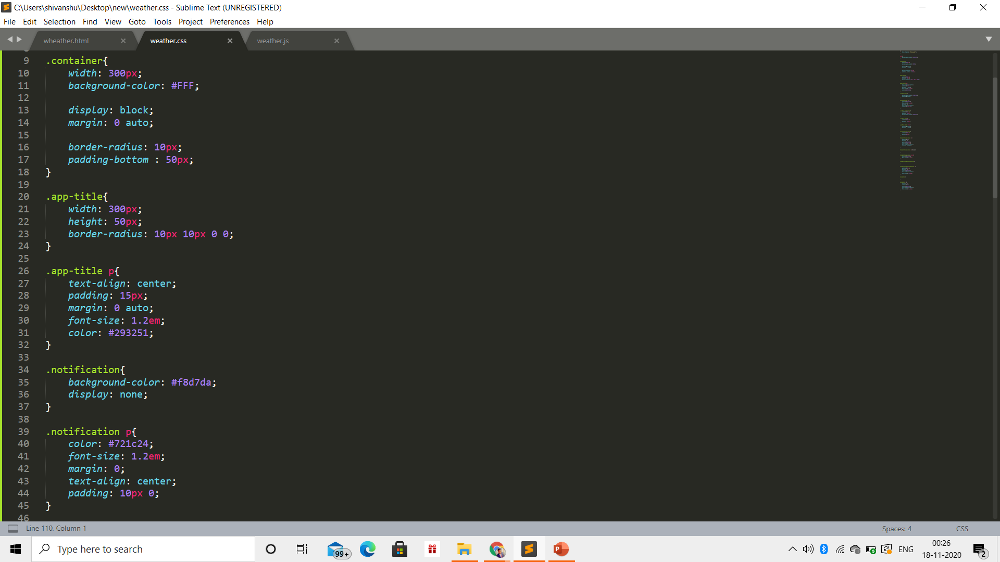 C:\Users\shivanshu\Desktop\new\weather.css - Sublime Text (UNREGISTERED)
File Edit Selection Find View Goto Tools Project Preferences Help
wheather.html weather.css weather.js
9 .container{
10 width: 300px;
11 background-color: #FFF;
12
13 display: block;
14 margin: 0 auto;
15
16 border-radius: 10px;
17 padding-bottom : 50px;
18 }
19
20 .app-title{
21 width: 300px;
22 height: 50px;
23 border-radius: 10px 10px 0 0;
24 }
25
26 .app-title p{
27 text-align: center;
28 padding: 15px;
29 margin: 0 auto;
30 font-size: 1.2em;
31 color: #293251;
32 }
33
34 .notification{
35 background-color: #f8d7da;
36 display: none;
37 }
38
39 .notification p{
40 color: #721c24;
41 font-size: 1.2em;
42 margin: 0;
43 text-align: center;
44 padding: 10px 0;
45 }
46
Line 110, Column 1 Spaces: 4 CSS
Type here to search 99+ ENG 00:26
18-11-2020 2